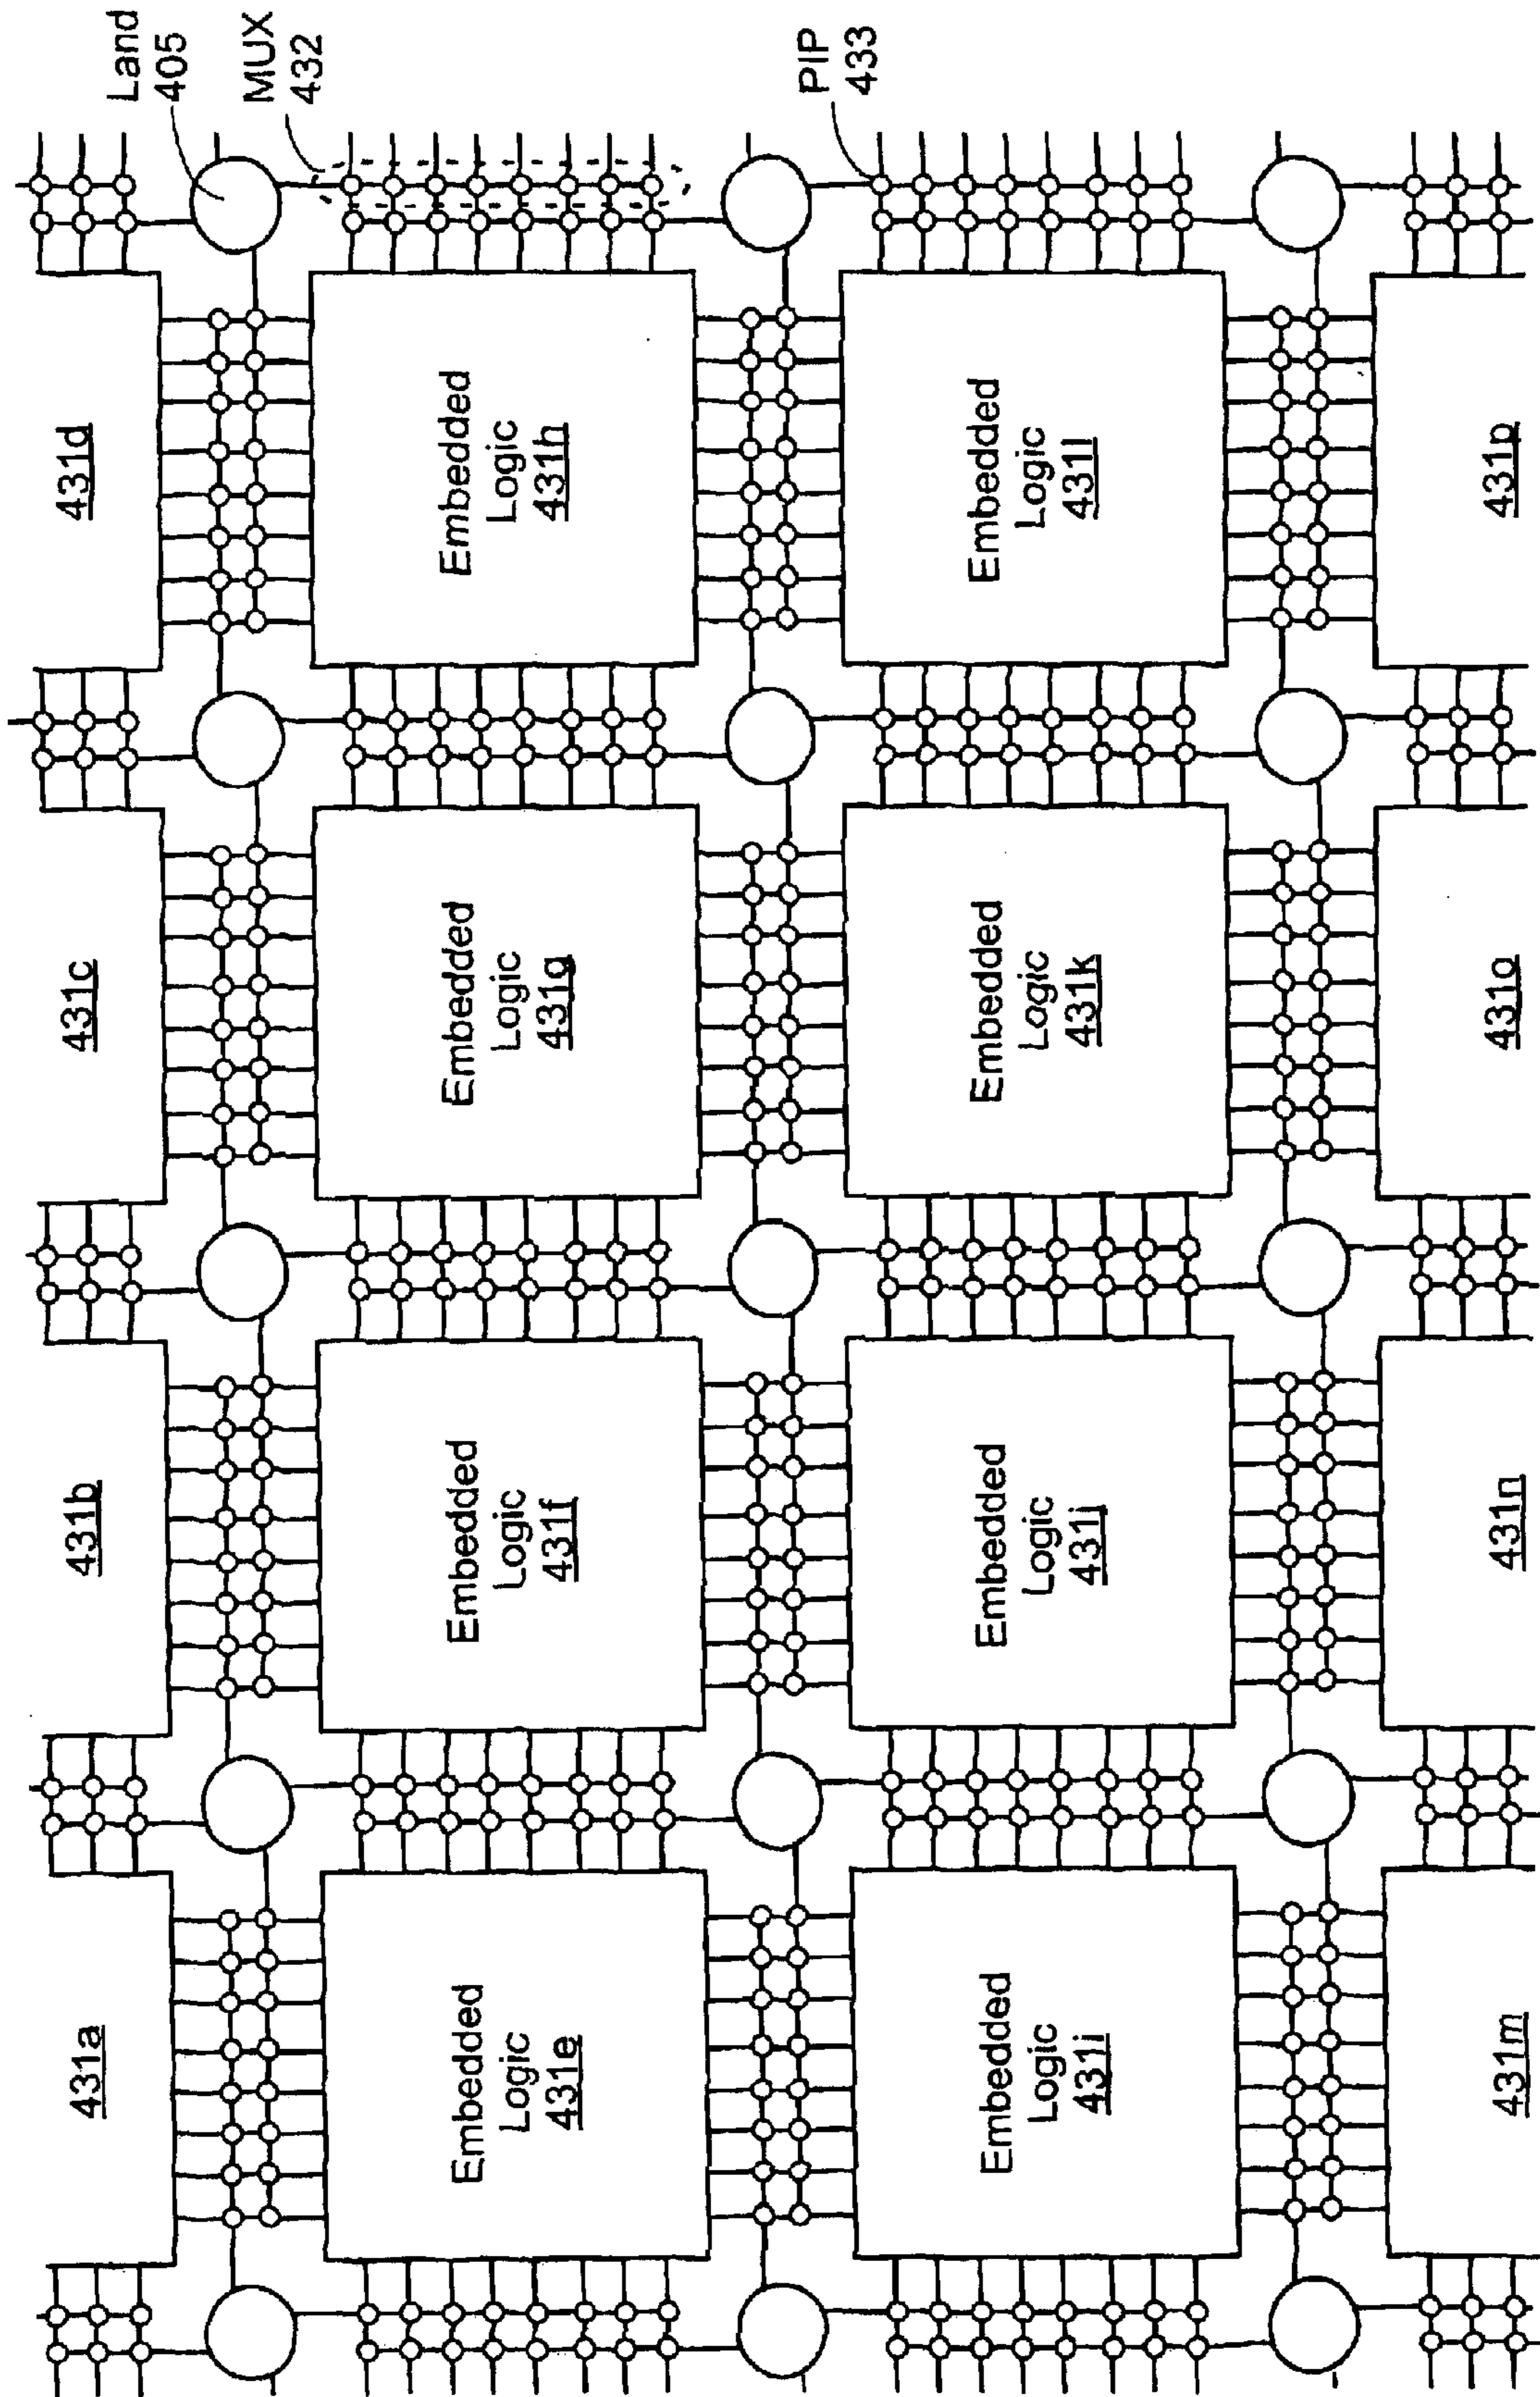 431a
431b
431c
431d
Land
405
MUX
432
Embedded
Logic
431e
Embedded
Logic
431f
Embedded
Logic
431g
Embedded
Logic
431h
PIP
433
Embedded
Logic
431i
Embedded
Logic
431j
Embedded
Logic
431k
Embedded
Logic
431l
431m
431n
431o
431p